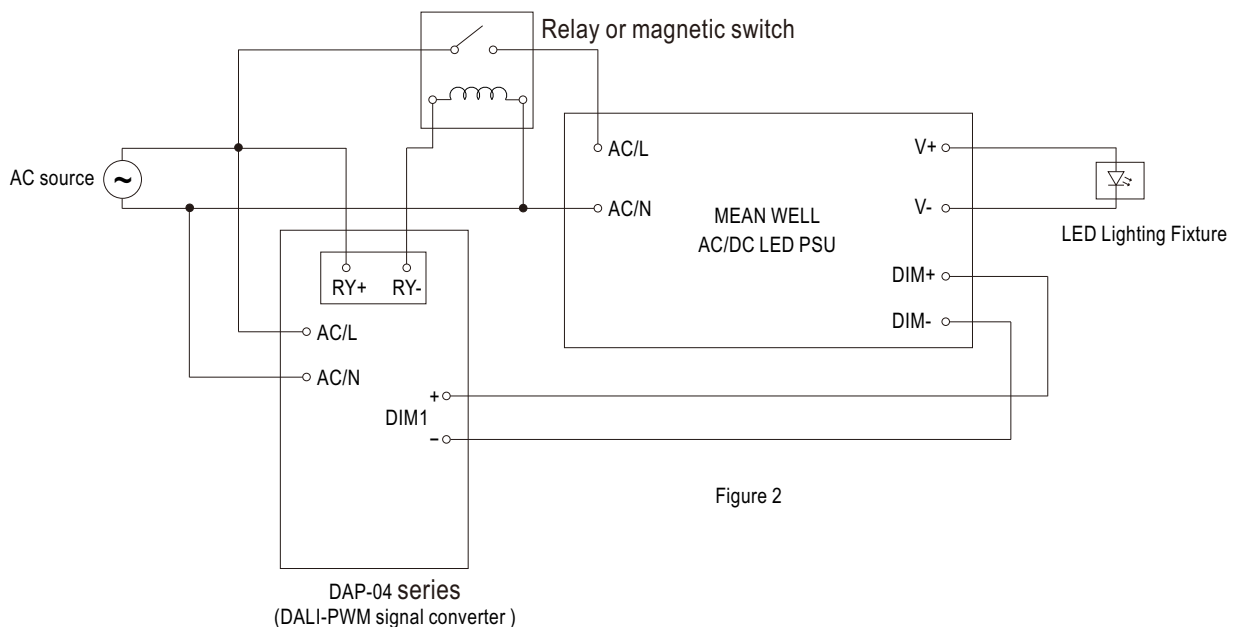 Relay or magnetic switch
AC source
~
AC/L
AC/N
MEAN WELL
AC/DC LED PSU
V+
V-
DIM+
DIM-
LED Lighting Fixture
RY+ RY-
AC/L
AC/N
+
DIM1
−
Figure 2
DAP-04 series
(DALI-PWM signal converter )